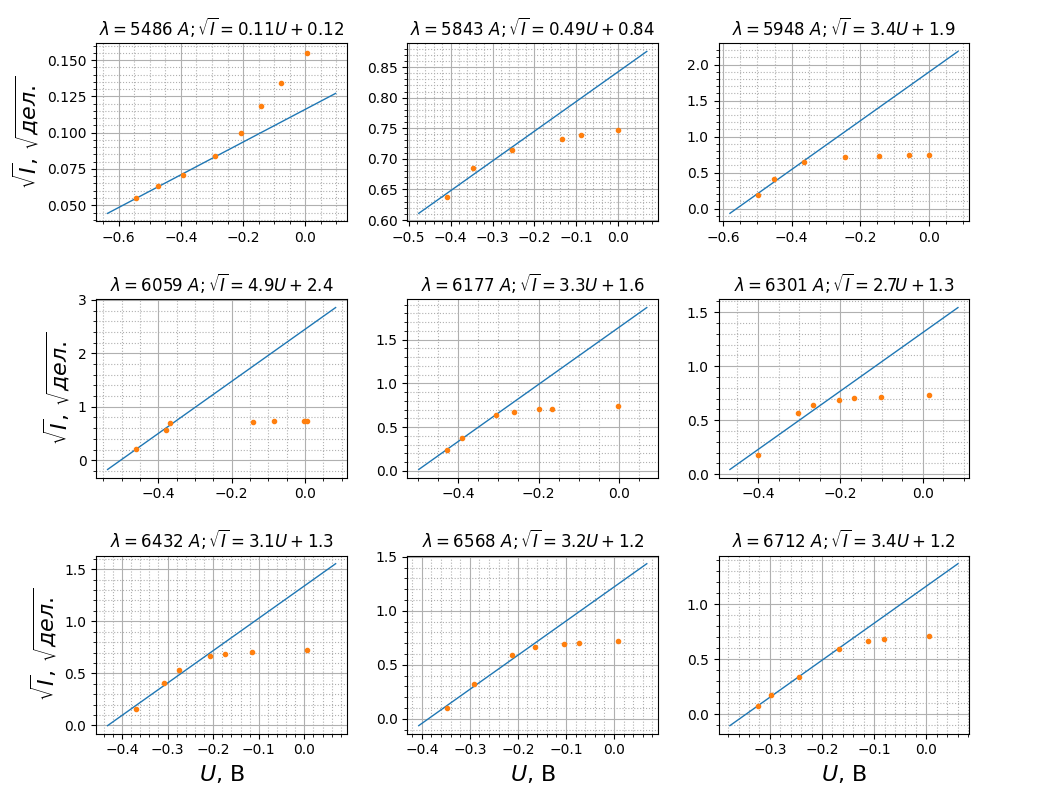 λ = 5486 A; √I = 0.11U + 0.12
λ = 5843 A; √I = 0.49U + 0.84
λ = 5948 A; √I = 3.4U + 1.9
√I, √дел.
0.150
0.125
0.100
0.075
0.050
−0.6 −0.4 −0.2 0.0
0.85
0.80
0.75
0.70
0.65
0.60
−0.5 −0.4 −0.3 −0.2 −0.1 0.0
2.0
1.5
1.0
0.5
0.0
−0.6 −0.4 −0.2 0.0
λ = 6059 A; √I = 4.9U + 2.4
λ = 6177 A; √I = 3.3U + 1.6
λ = 6301 A; √I = 2.7U + 1.3
√I, √дел.
3
2
1
0
−0.4 −0.2 0.0
1.5
1.0
0.5
0.0
−0.4 −0.2 0.0
1.5
1.0
0.5
0.0
−0.4 −0.2 0.0
λ = 6432 A; √I = 3.1U + 1.3
λ = 6568 A; √I = 3.2U + 1.2
λ = 6712 A; √I = 3.4U + 1.2
√I, √дел.
1.5
1.0
0.5
0.0
−0.4 −0.3 −0.2 −0.1 0.0
U, В
1.5
1.0
0.5
0.0
−0.4 −0.3 −0.2 −0.1 0.0
U, В
1.0
0.5
0.0
−0.3 −0.2 −0.1 0.0
U, В